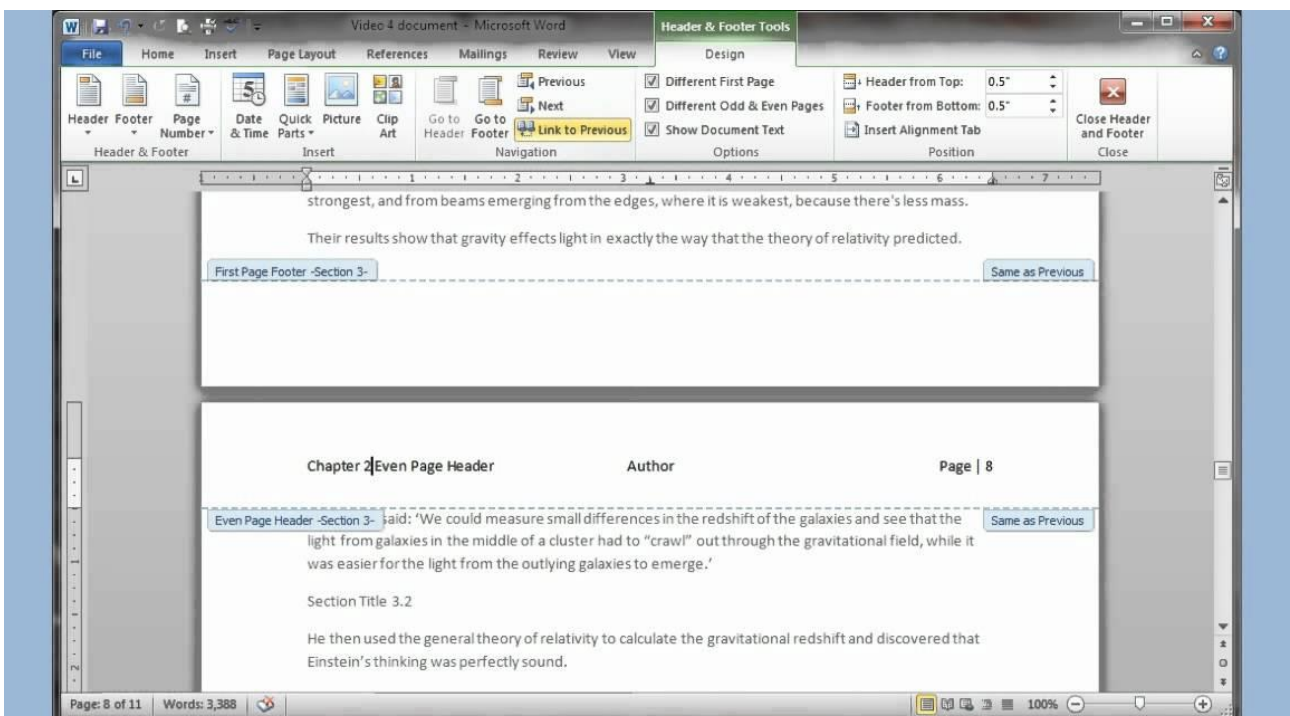 Video 4 document - Microsoft Word
Header & Footer Tools
File Home Insert Page Layout References Mailings Review View Design
Header Footer Page Number
Date & Time Quick Parts Picture Clip Art
Go to Header Go to Footer
Previous
Next
Link to Previous
Different First Page
Different Odd & Even Pages
Show Document Text
Header from Top: 0.5"
Footer from Bottom: 0.5"
Insert Alignment Tab
Close Header and Footer
Header & Footer Insert Navigation Options Position Close
1 2 3 4 5 6 7
strongest, and from beams emerging from the edges, where it is weakest, because there's less mass.
Their results show that gravity effects light in exactly the way that the theory of relativity predicted.
First Page Footer -Section 3- Same as Previous
Chapter 2 Even Page Header Author Page | 8
Even Page Header -Section 3- said: ‘We could measure small differences in the redshift of the galaxies and see that the Same as Previous
light from galaxies in the middle of a cluster had to “crawl” out through the gravitational field, while it
was easier for the light from the outlying galaxies to emerge.’
Section Title 3.2
He then used the general theory of relativity to calculate the gravitational redshift and discovered that
Einstein’s thinking was perfectly sound.
Page: 8 of 11 Words: 3,388 100%